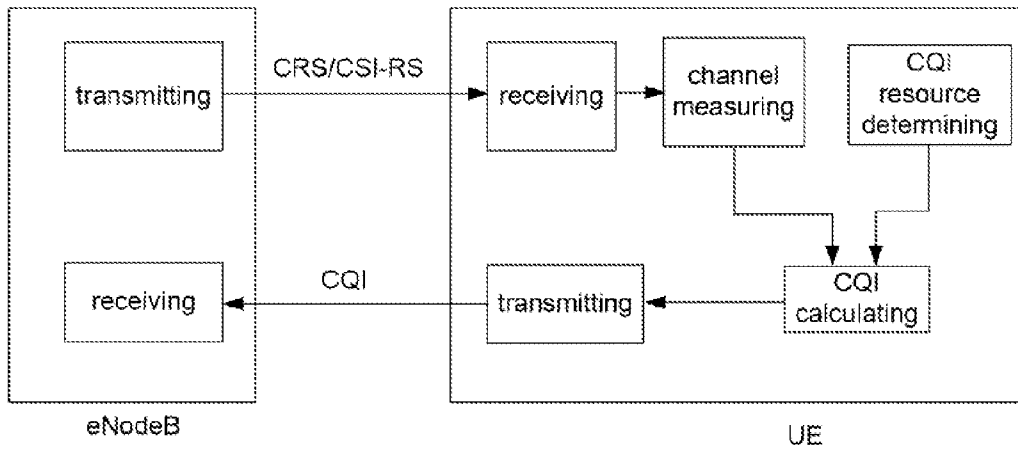 transmitting
CRS/CSI-RS
receiving
channel
measuring
CQI
resource
determining
receiving
CQI
transmitting
CQI
calculating
eNodeB
UE